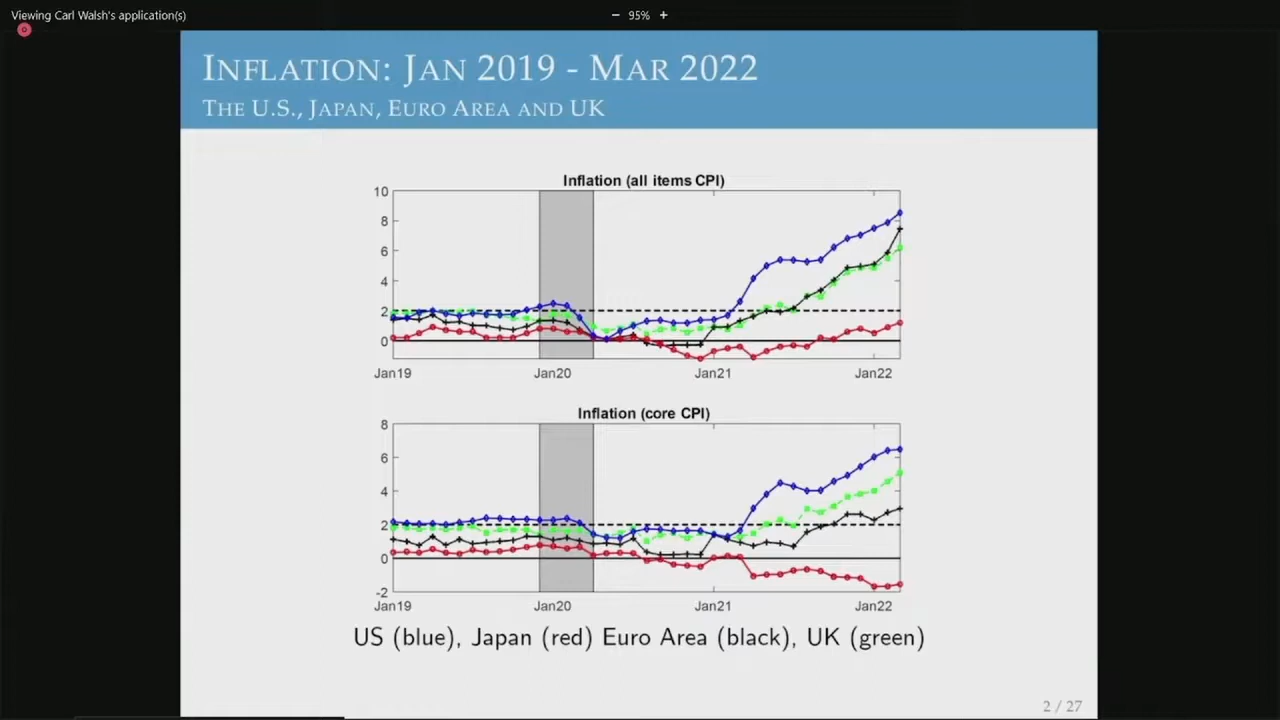 Viewing Carl Walsh's application(s)
− 95% +
INFLATION: JAN 2019 - MAR 2022
THE U.S., JAPAN, EURO AREA AND UK
Inflation (all items CPI)
10
8
6
4
2
0
Jan19 Jan20 Jan21 Jan22
Inflation (core CPI)
8
6
4
2
0
-2
Jan19 Jan20 Jan21 Jan22
US (blue), Japan (red) Euro Area (black), UK (green)
2 / 27